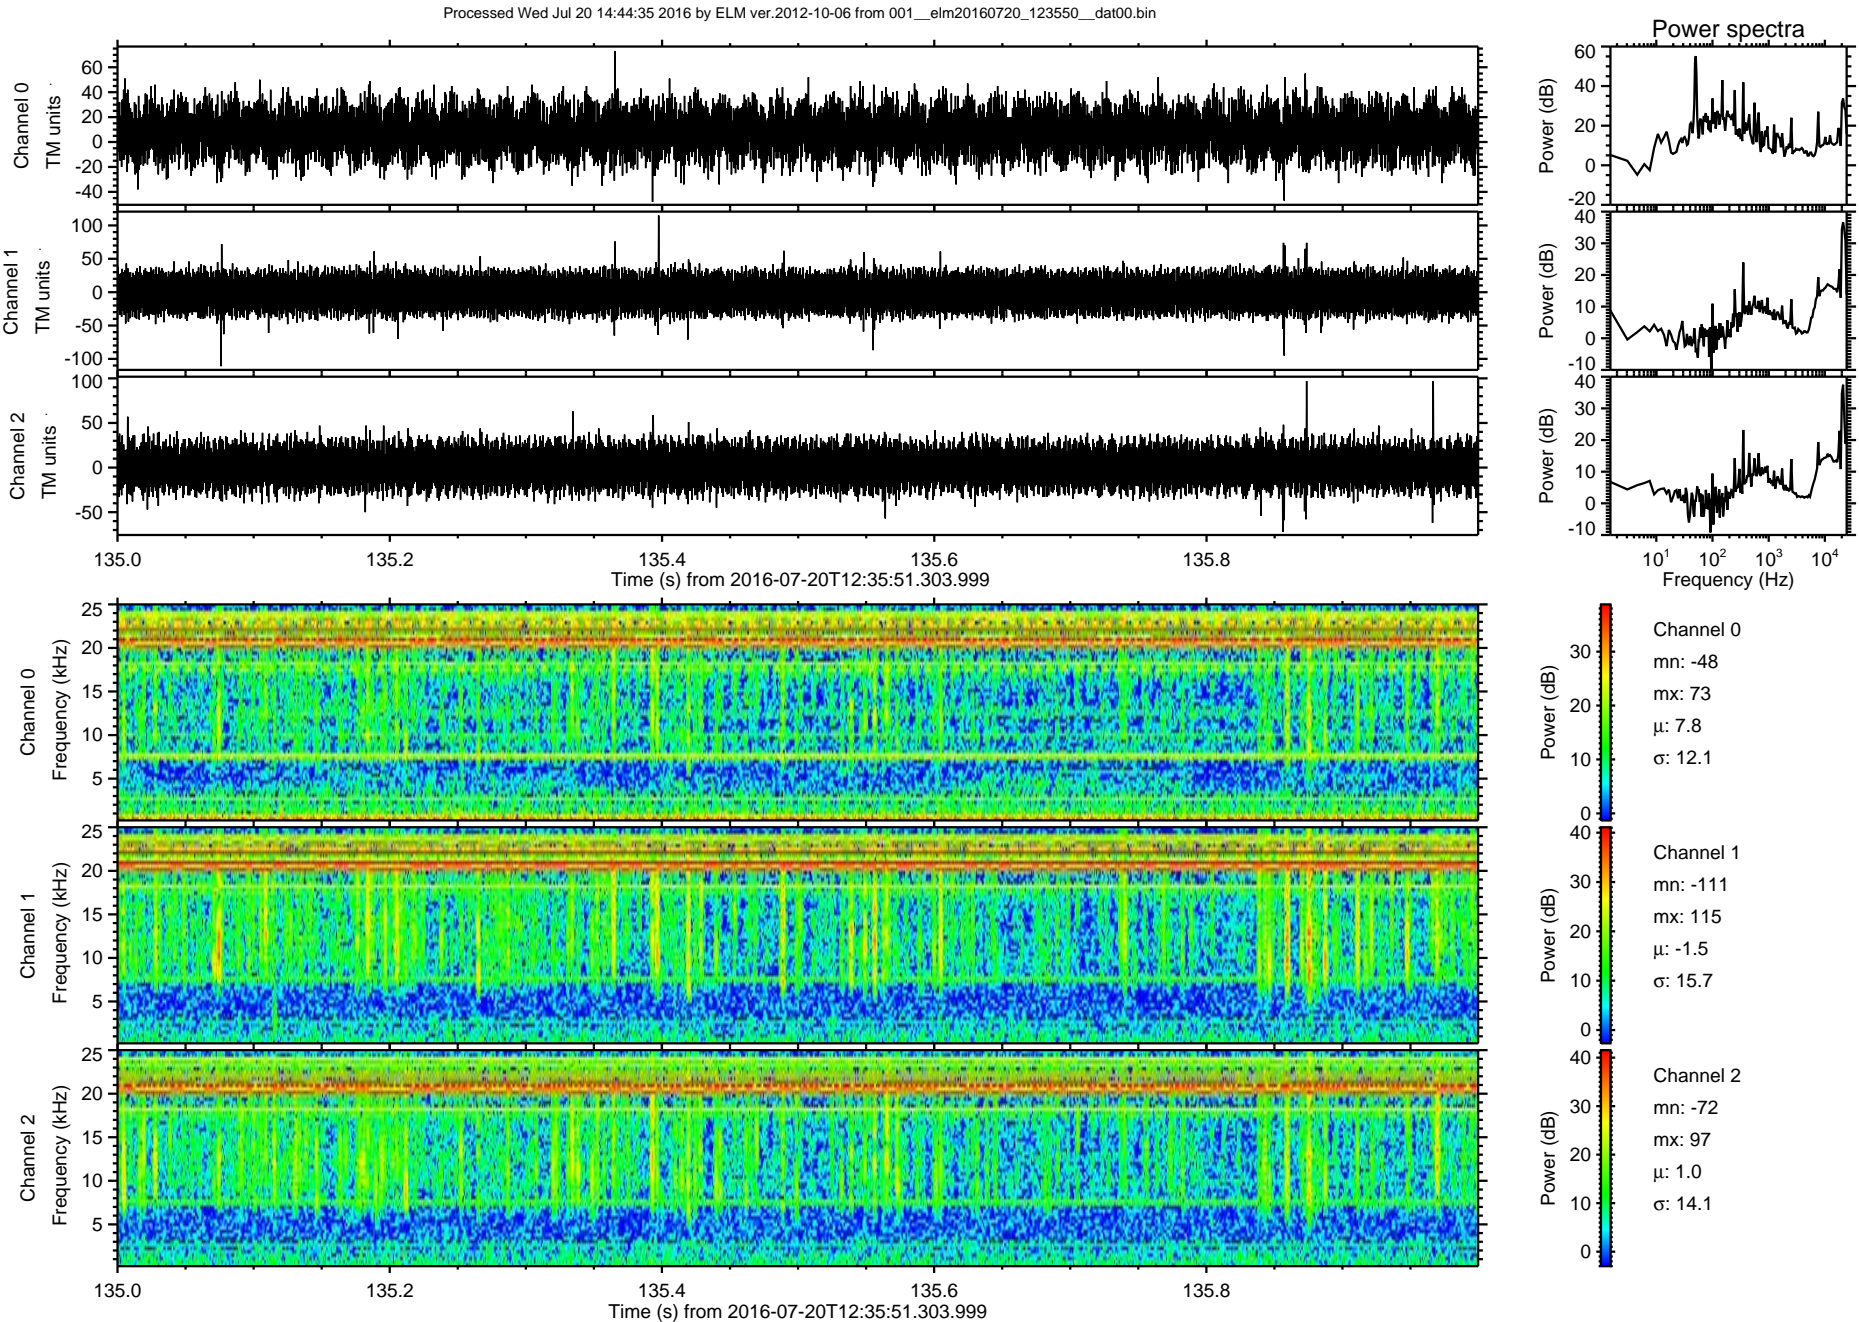 Processed Wed Jul 20 14:44:35 2016 by ELM ver.2012-10-06 from 001__elm20160720_123550__dat00.bin
Power spectra
Channel 0
TM units
60
40
20
0
-20
-40
Power (dB)
60
40
20
0
-20
Channel 1
TM units
100
50
0
-50
-100
Power (dB)
40
30
20
10
0
-10
Channel 2
TM units
100
50
0
-50
Power (dB)
40
30
20
10
0
-10
135.0 135.2 135.4 135.6 135.8
Time (s) from 2016-07-20T12:35:51.303.999
10^1 10^2 10^3 10^4
Frequency (Hz)
Channel 0
Frequency (kHz)
25
20
15
10
5
Power (dB)
30
20
10
0
Channel 0
mn: -48
mx: 73
μ: 7.8
σ: 12.1
Channel 1
Frequency (kHz)
25
20
15
10
5
Power (dB)
40
30
20
10
0
Channel 1
mn: -111
mx: 115
μ: -1.5
σ: 15.7
Channel 2
Frequency (kHz)
25
20
15
10
5
Power (dB)
40
30
20
10
0
Channel 2
mn: -72
mx: 97
μ: 1.0
σ: 14.1
135.0 135.2 135.4 135.6 135.8
Time (s) from 2016-07-20T12:35:51.303.999